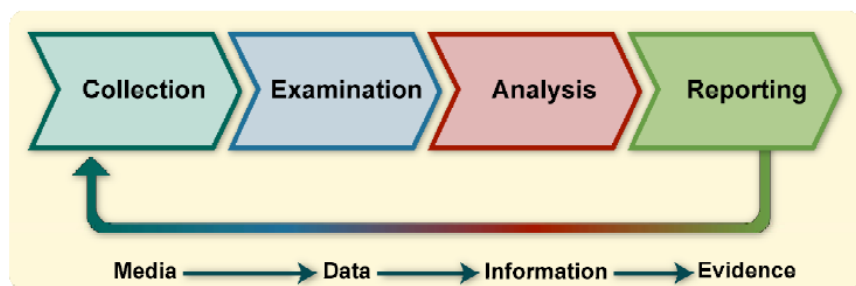 Collection Examination Analysis Reporting
Media Data Information Evidence